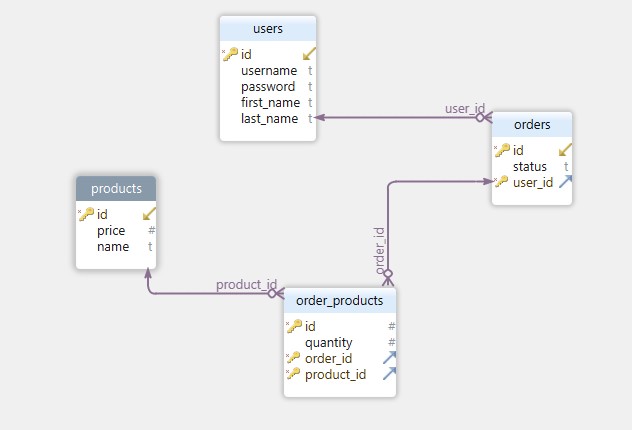 users
id
username t
password t
first_name t
last_name t
user_id
orders
id
status t
user_id
products
id
price #
name t
order_id
product_id
order_products
id #
quantity #
order_id
product_id